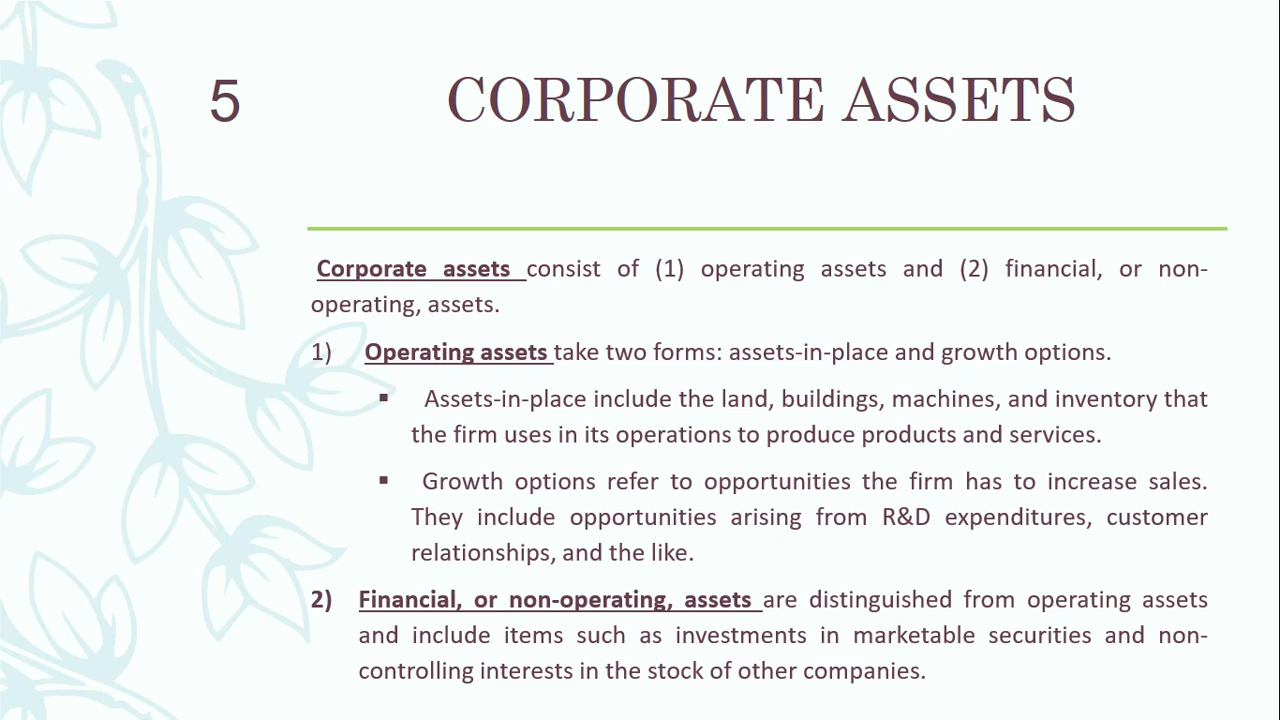 5
CORPORATE ASSETS
Corporate assets consist of (1) operating assets and (2) financial, or non-
operating, assets.
1) Operating assets take two forms: assets-in-place and growth options.
▪ Assets-in-place include the land, buildings, machines, and inventory that
the firm uses in its operations to produce products and services.
▪ Growth options refer to opportunities the firm has to increase sales.
They include opportunities arising from R&D expenditures, customer
relationships, and the like.
2) Financial, or non-operating, assets are distinguished from operating assets
and include items such as investments in marketable securities and non-
controlling interests in the stock of other companies.